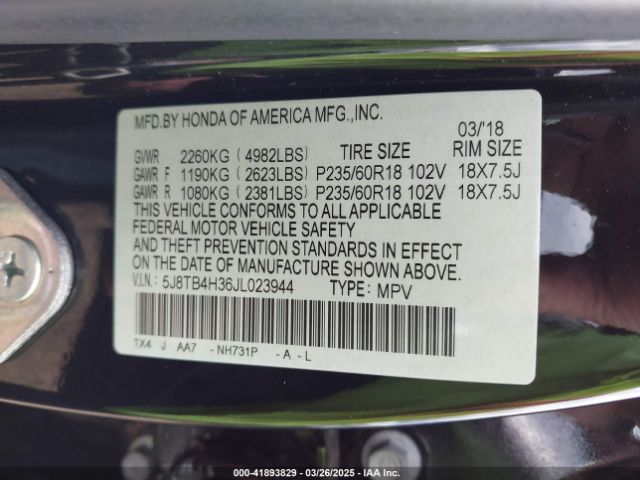 MFD.BY HONDA OF AMERICA MFG.,INC.
03/'18
GVWR 2260KG ( 4982LBS) TIRE SIZE RIM SIZE
GAWR F 1190KG ( 2623LBS) P235/60R18 102V 18X7.5J
GAWR R 1080KG ( 2381LBS) P235/60R18 102V 18X7.5J
THIS VEHICLE CONFORMS TO ALL APPLICABLE
FEDERAL MOTOR VEHICLE SAFETY
AND THEFT PREVENTION STANDARDS IN EFFECT
ON DATE OF MANUFACTURE SHOWN ABOVE.
V.I.N.: 5J8TB4H36JL023944 TYPE: MPV
TX4 J AA7 - NH731P - A - L
000-41893829 | 03/26/2025 | IAA Inc.